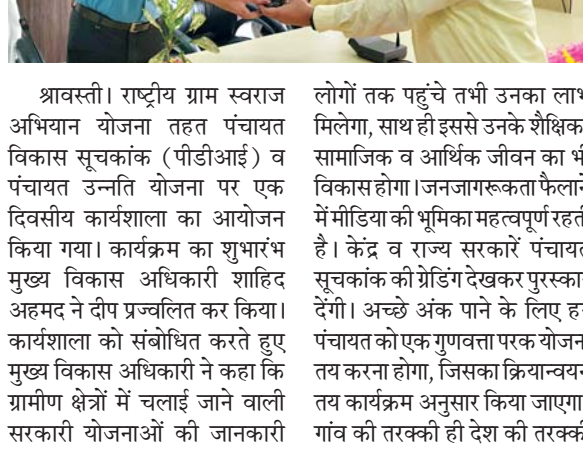 श्रावस्ती। राष्ट्रीय ग्राम स्वराज
अभियान योजना तहत पंचायत
विकास सूचकांक (पीडीआई) व
पंचायत उन्नति योजना पर एक
दिवसीय कार्यशाला का आयोजन
किया गया। कार्यक्रम का शुभारंभ
मुख्य विकास अधिकारी शाहिद
अहमद ने दीप प्रज्वलित कर किया।
कार्यशाला को संबोधित करते हुए
मुख्य विकास अधिकारी ने कहा कि
ग्रामीण क्षेत्रों में चलाई जाने वाली
सरकारी योजनाओं की जानकारी
लोगों तक पहुंचे तभी उनका लाभ
मिलेगा, साथ ही इससे उनके शैक्षिक
सामाजिक व आर्थिक जीवन का भी
विकास होगा।जनजागरूकता फैलाने
में मीडिया की भूमिका महत्वपूर्ण रहती
है। केंद्र व राज्य सरकारें पंचायत
सूचकांक की ग्रेडिंग देखकर पुरस्कार
देंगी। अच्छे अंक पाने के लिए हर
पंचायत को एक गुणवत्ता परक योजना
तय करना होगा, जिसका क्रियान्वयन
तय कार्यक्रम अनुसार किया जाएगा
गांव की तरक्की ही देश की तरक्की